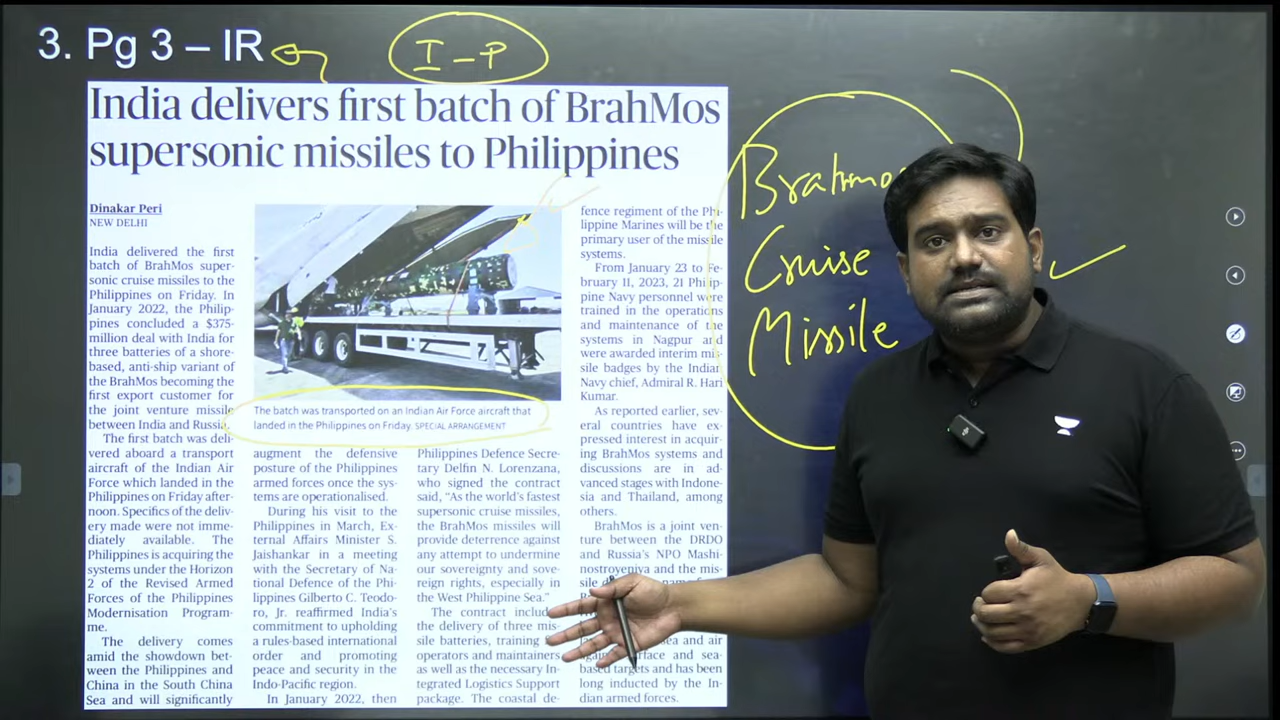 3. Pg 3 – IR
I – P
India delivers first batch of BrahMos
supersonic missiles to Philippines
Dinakar Peri
NEW DELHI
India delivered the first
batch of BrahMos super-
sonic cruise missiles to the
Philippines on Friday. In
January 2022, the Philip-
pines concluded a $375-
million deal with India for
three batteries of a shore-
based, anti-ship variant of
the BrahMos becoming the
first export customer for
the joint venture missile
between India and Russia.
The first batch was deli-
vered aboard a transport
aircraft of the Indian Air
Force which landed in the
Philippines on Friday after-
noon. Specifics of the deliv-
ery made were not imme-
diately available. The
Philippines is acquiring the
systems under the Horizon
2 of the Revised Armed
Forces of the Philippines
Modernisation Program-
me.
The delivery comes
amid the showdown bet-
ween the Philippines and
China in the South China
Sea and will significantly
The batch was transported on an Indian Air Force aircraft that
landed in the Philippines on Friday. SPECIAL ARRANGEMENT
augment the defensive
posture of the Philippines
armed forces once the sys-
tems are operationalised.
During his visit to the
Philippines in March, Ex-
ternal Affairs Minister S.
Jaishankar in a meeting
with the Secretary of Na-
tional Defence of the Phi-
lippines Gilberto C. Teodo-
ro, Jr. reaffirmed India's
commitment to upholding
a rules-based international
order and promoting
peace and security in the
Indo-Pacific region.
In January 2022, then
Philippines Defence Secre-
tary Delfin N. Lorenzana,
who signed the contract
said, "As the world's fastest
supersonic cruise missiles,
the BrahMos missiles will
provide deterrence against
any attempt to undermine
our sovereignty and sove-
reign rights, especially in
the West Philippine Sea."
The contract
the delivery of three mis-
sile batteries, training
operators and maintainers
as well as the necessary In-
tegrated Logistics Support
package. The coastal de-
fence regiment of the Phi-
lippine Marines will be the
primary user of the missile
systems.
From January 23 to Fe-
bruary 11, 2023, 21 Philip-
pine Navy personnel were
trained in the operations
and maintenance of the
systems in Nagpur and
were awarded interim mis-
sile badges by the Indian
Navy chief, Admiral R. Hari
Kumar.
As reported earlier, sev-
eral countries have ex-
pressed interest in acquir-
ing BrahMos systems and
discussions are in ad-
vanced stages with Indone-
sia and Thailand, among
others.
BrahMos is a joint ven-
ture between the DRDO
and Russia's NPO Mashi-
nostroyeniya and the mis-
sile
sea and air
face and sea-
based targets and has been
long inducted by the In-
dian armed forces.
Brahmos
Cruise
Missile